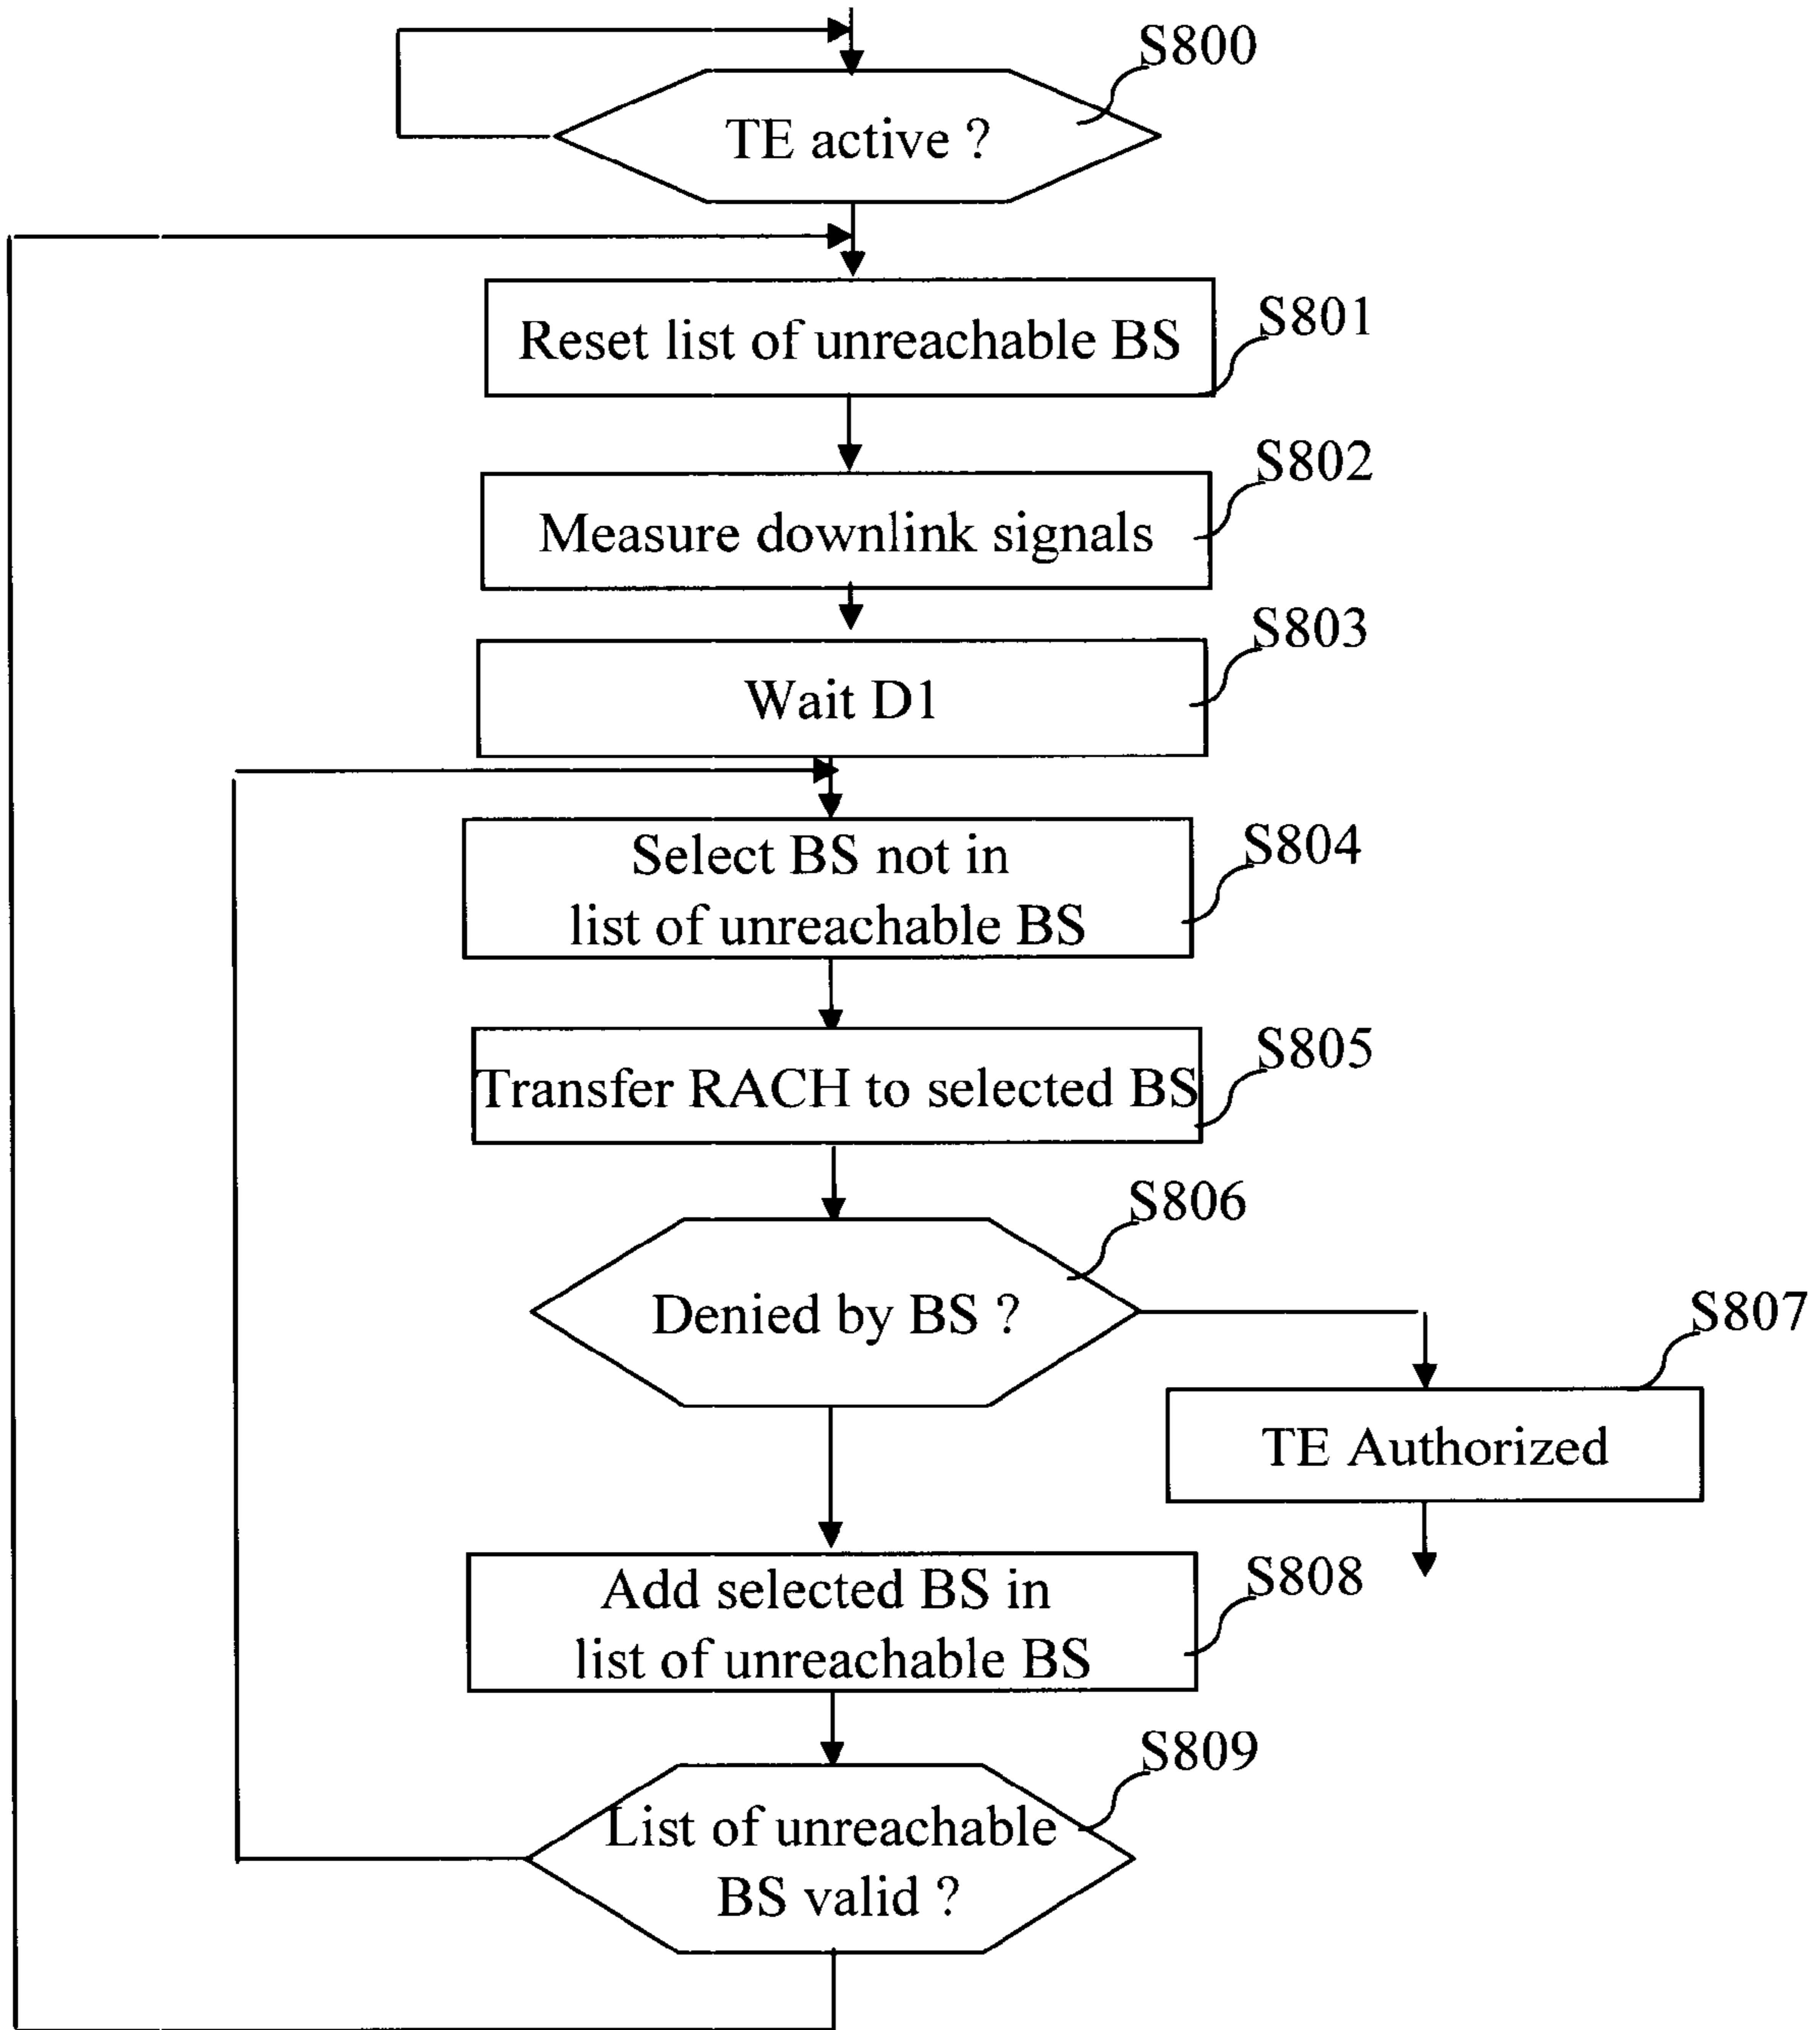 S800
TE active ?
Reset list of unreachable BS
S801
S802
Measure downlink signals
S803
Wait D1
Select BS not in
list of unreachable BS
S804
S805
Transfer RACH to selected BS
S806
Denied by BS ?
S807
TE Authorized
Add selected BS in
list of unreachable BS
S808
S809
List of unreachable
BS valid ?